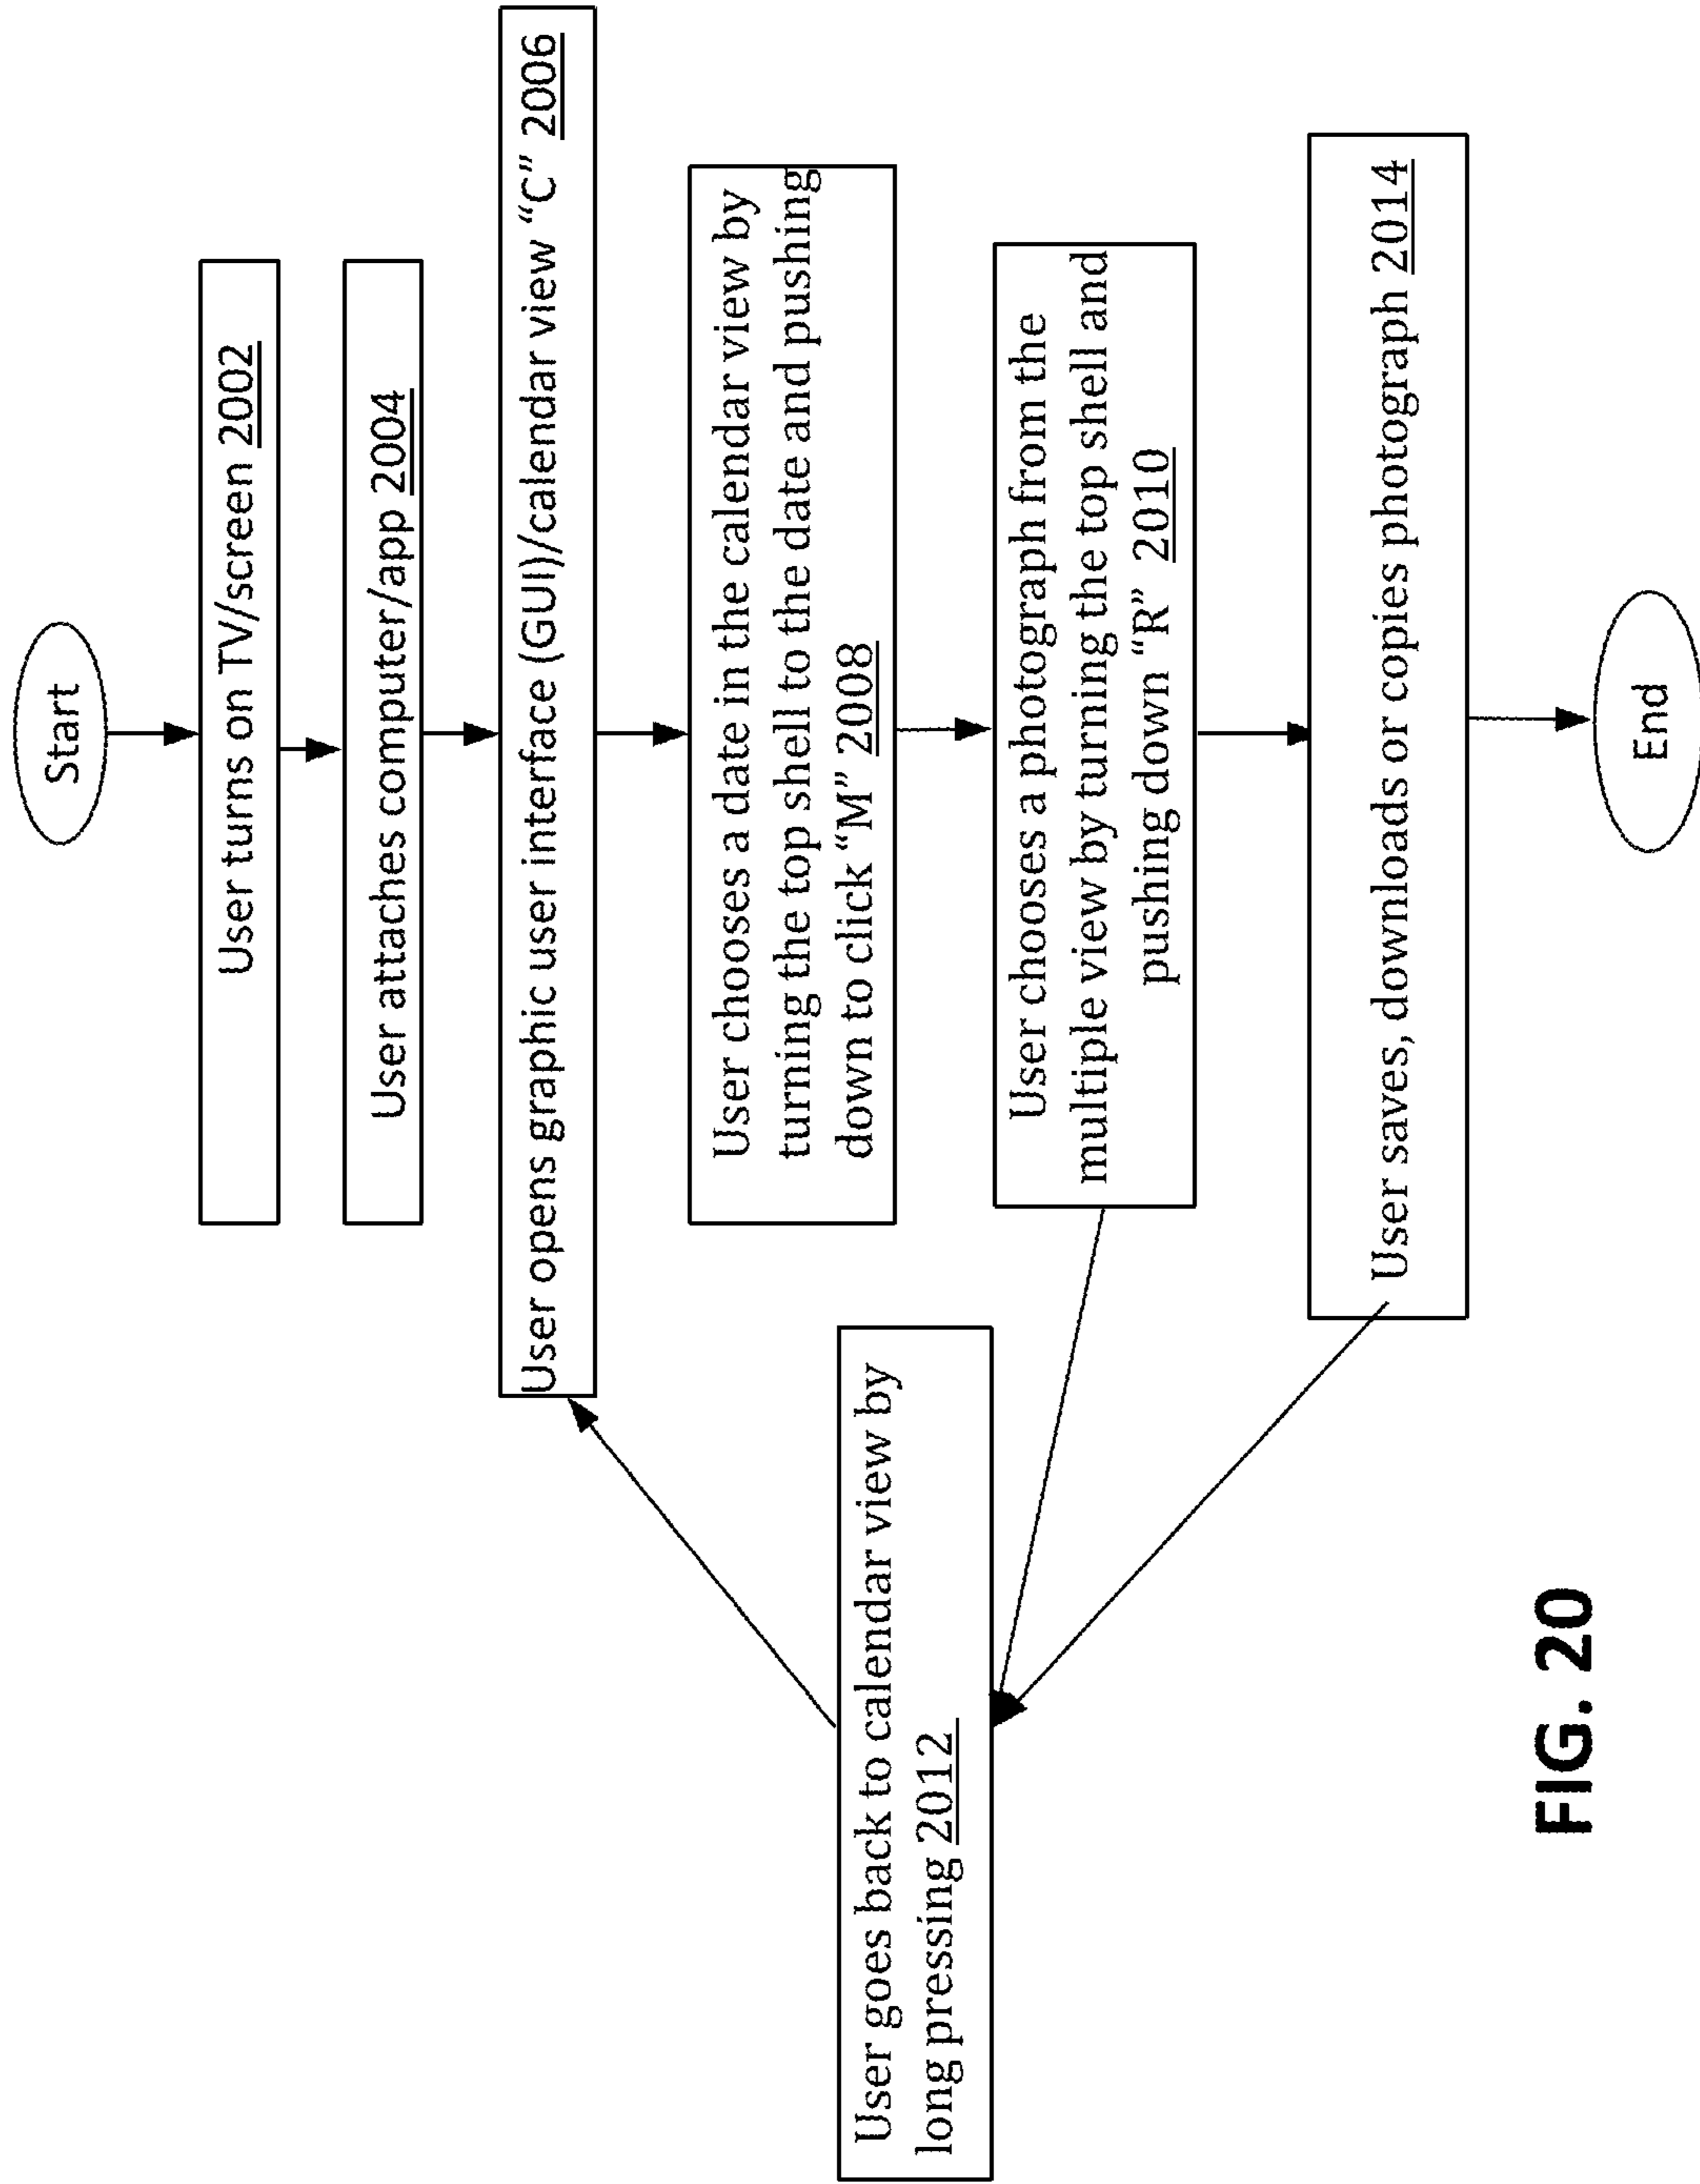 Start
User turns on TV/screen 2002
User attaches computer/app 2004
User opens graphic user interface (GUI)/calendar view “C” 2006
User chooses a date in the calendar view by
turning the top shell to the date and pushing
down to click “M” 2008
User chooses a photograph from the
multiple view by turning the top shell and
pushing down “R” 2010
User goes back to calendar view by
long pressing 2012
User saves, downloads or copies photograph 2014
End
FIG. 20